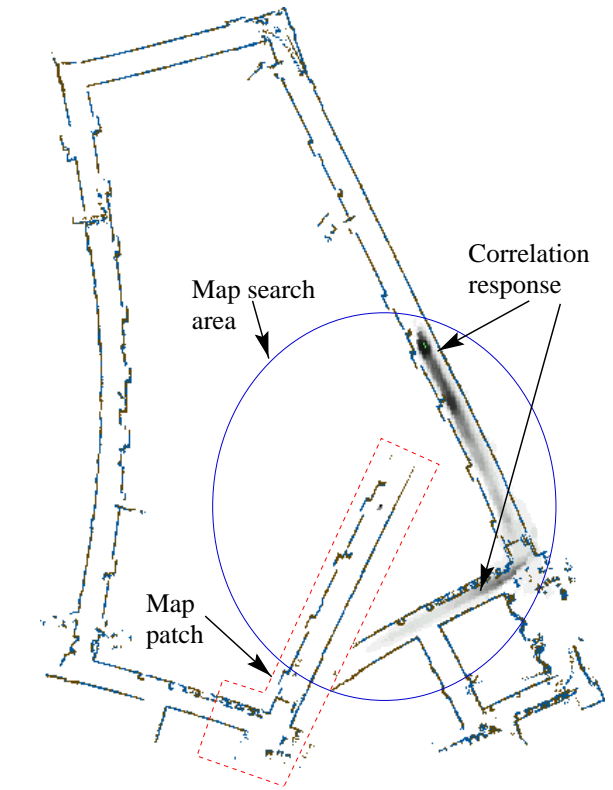 Correlation
response
Map search
area
Map
patch